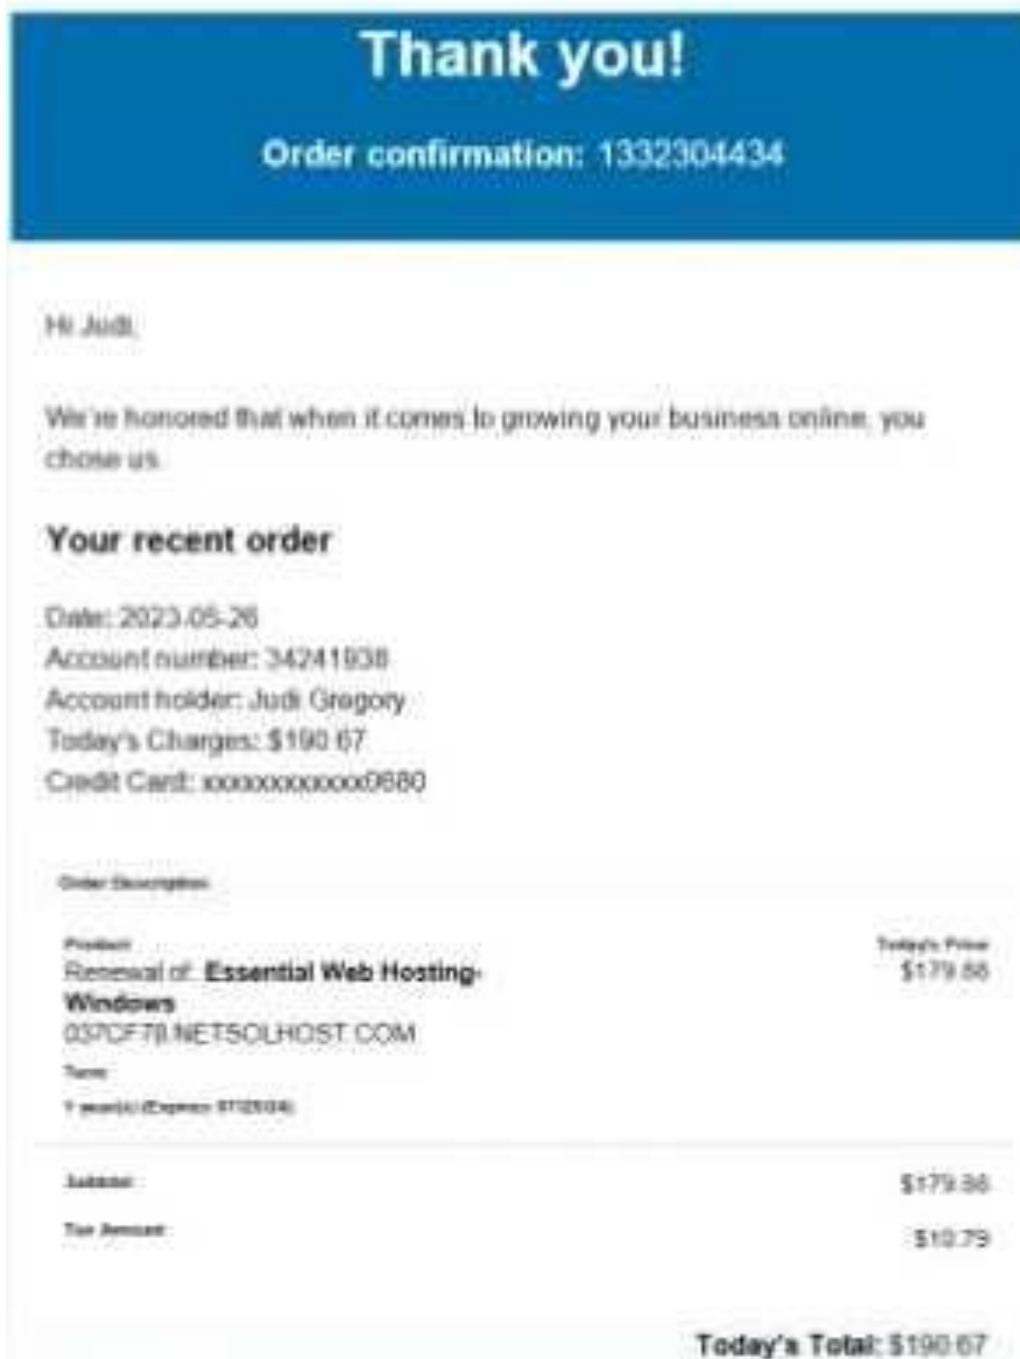 Thank you!
Order confirmation: 1332304434
Hi Judi,
We're honored that when it comes to growing your business online, you
chose us.
Your recent order
Date: 2023-05-26
Account number: 34241938
Account holder: Judi Gregory
Today's Charges: $190.67
Credit Card: xxxxxxxxxxxx0680
Order Description
Product
Today's Price
Renewal of: Essential Web Hosting-
$179.88
Windows
037CF78.NETSOLHOST.COM
Term
1 year(s) (Expires
Subtotal
$179.88
Tax Amount
$10.79
Today's Total: $190.67